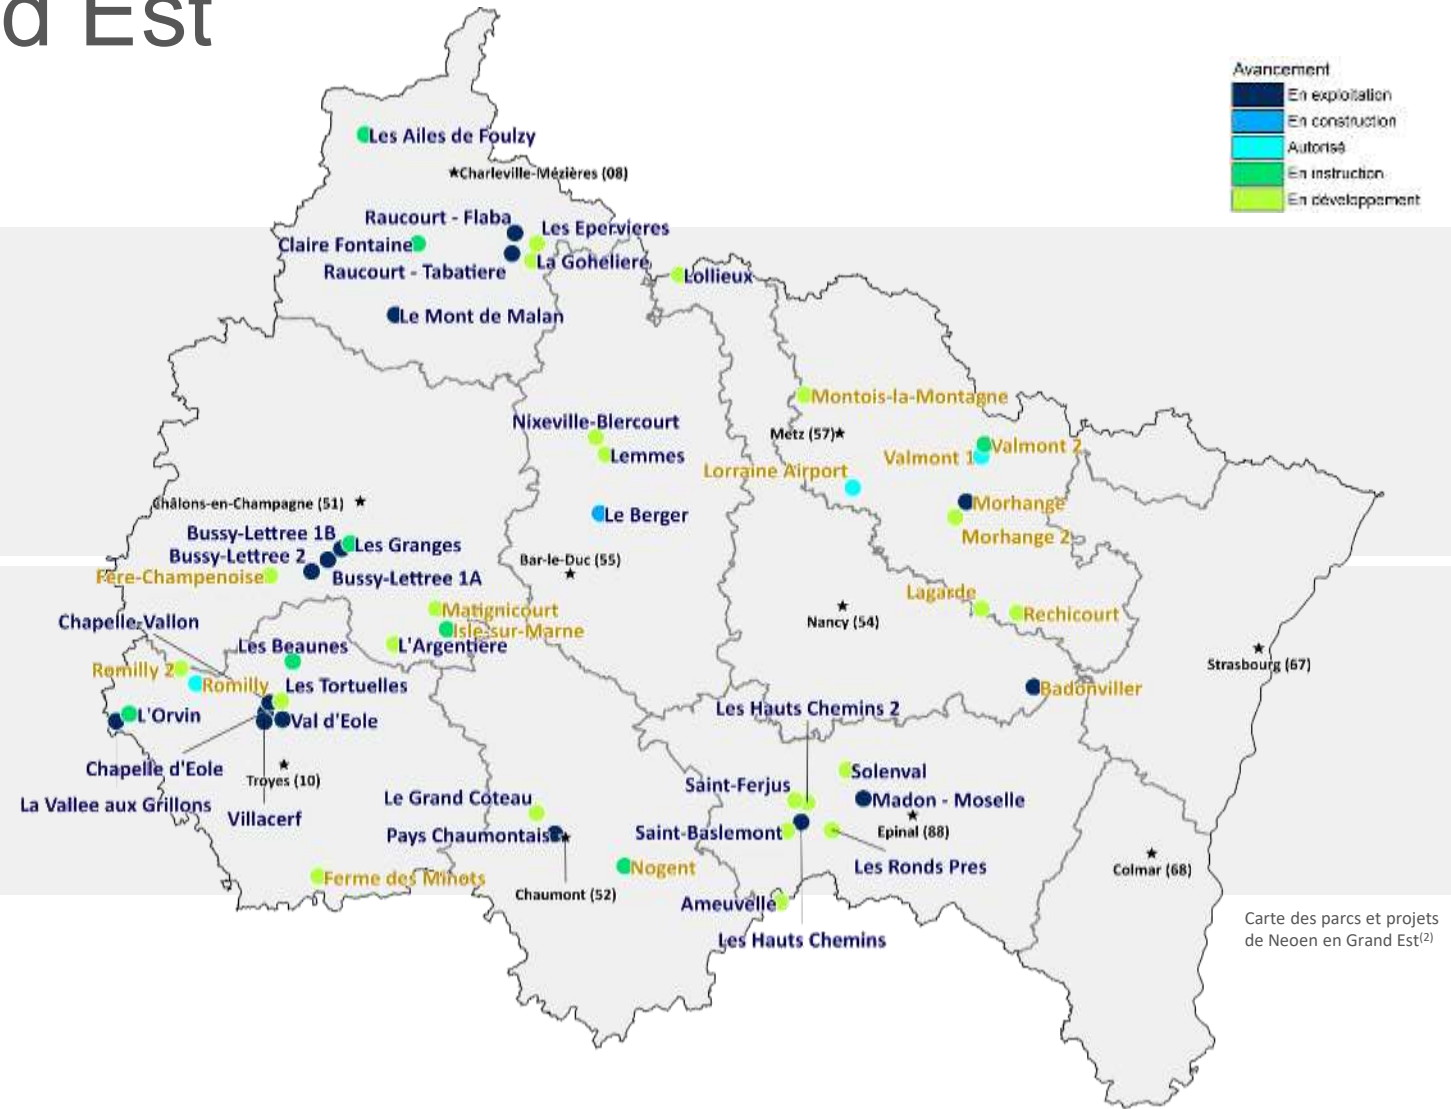 d Est
Avancement
En exploitation
En construction
Autorisé
En instruction
En développement
Les Ailes de Foulzy
Charleville-Mézières (08)
Raucourt - Flaba
Les Epervieres
Claire Fontaine
La Goheliere
Raucourt - Tabatiere
Lollieux
Le Mont de Malan
Montois-la-Montagne
Nixeville-Blercourt
Metz (57)
Valmont 2
Lemmes
Valmont 1
Lorraine Airport
Châlons-en-Champagne (51)
Morhange
Le Berger
Bussy-Lettree 1B
Morhange 2
Les Granges
Bussy-Lettree 2
Bar-le-Duc (55)
Fère-Champenoise
Bussy-Lettree 1A
Lagarde
Matignicourt
Rechicourt
Chapelle-Vallon
Nancy (54)
Isle-sur-Marne
Les Beaunes
L'Argentiere
Strasbourg (67)
Romilly 2
Romilly
Les Tortuelles
Badonviller
Les Hauts Chemins 2
L'Orvin
Val d'Eole
Chapelle d'Eole
Solenval
Troyes (10)
Saint-Ferjus
Le Grand Coteau
Madon - Moselle
La Vallee aux Grillons
Villacerf
Epinal (88)
Pays Chaumontais
Saint-Baslemont
Les Ronds Pres
Nogent
Colmar (68)
Ferme des Minots
Chaumont (52)
Ameuvelle
Les Hauts Chemins
Carte des parcs et projets
de Neoen en Grand Est(2)